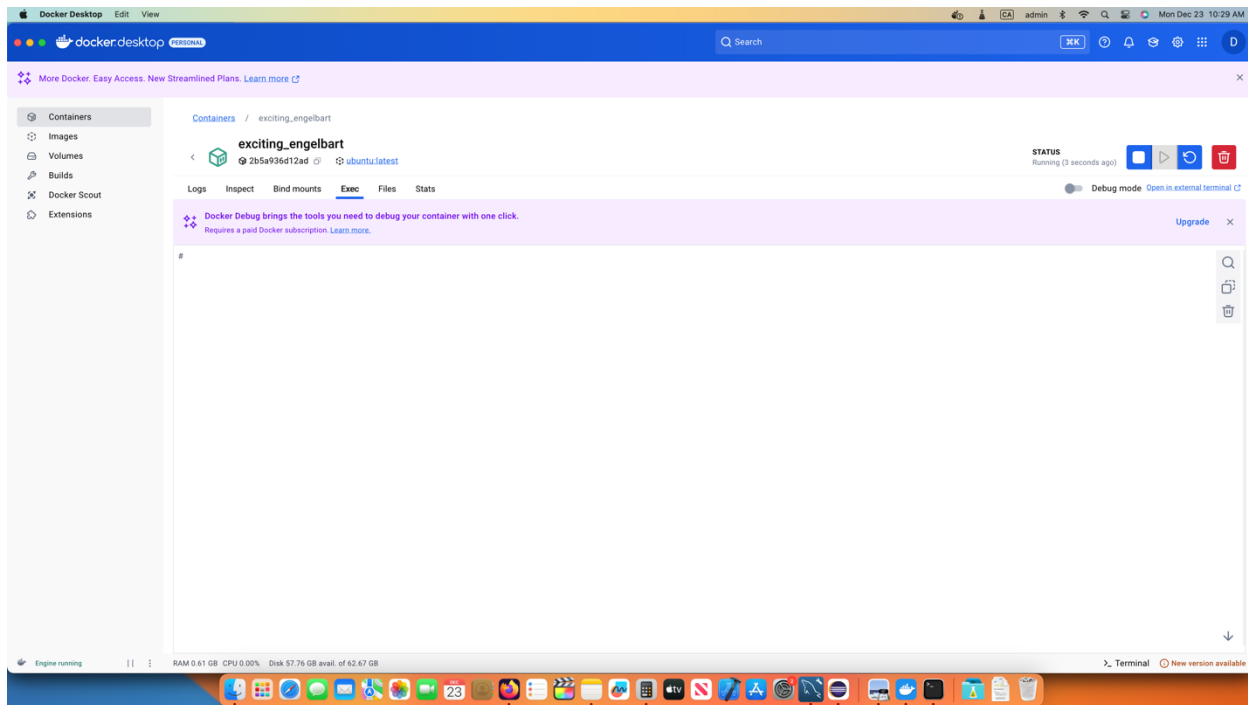 Docker Desktop Edit View
CA admin Mon Dec 23 10:29 AM
docker.desktop PERSONAL
Search
⌘K
D
More Docker. Easy Access. New Streamlined Plans. Learn more
Containers
Images
Volumes
Builds
Docker Scout
Extensions
Containers / exciting_engelbart
exciting_engelbart
2b5a936d12ad ubuntu:latest
STATUS
Running (3 seconds ago)
Logs Inspect Bind mounts Exec Files Stats
Debug mode Open in external terminal
Docker Debug brings the tools you need to debug your container with one click.
Requires a paid Docker subscription. Learn more.
Upgrade
#
Engine running
RAM 0.61 GB CPU 0.00% Disk 57.76 GB avail. of 62.67 GB
>_ Terminal New version available
DEC
23
tv